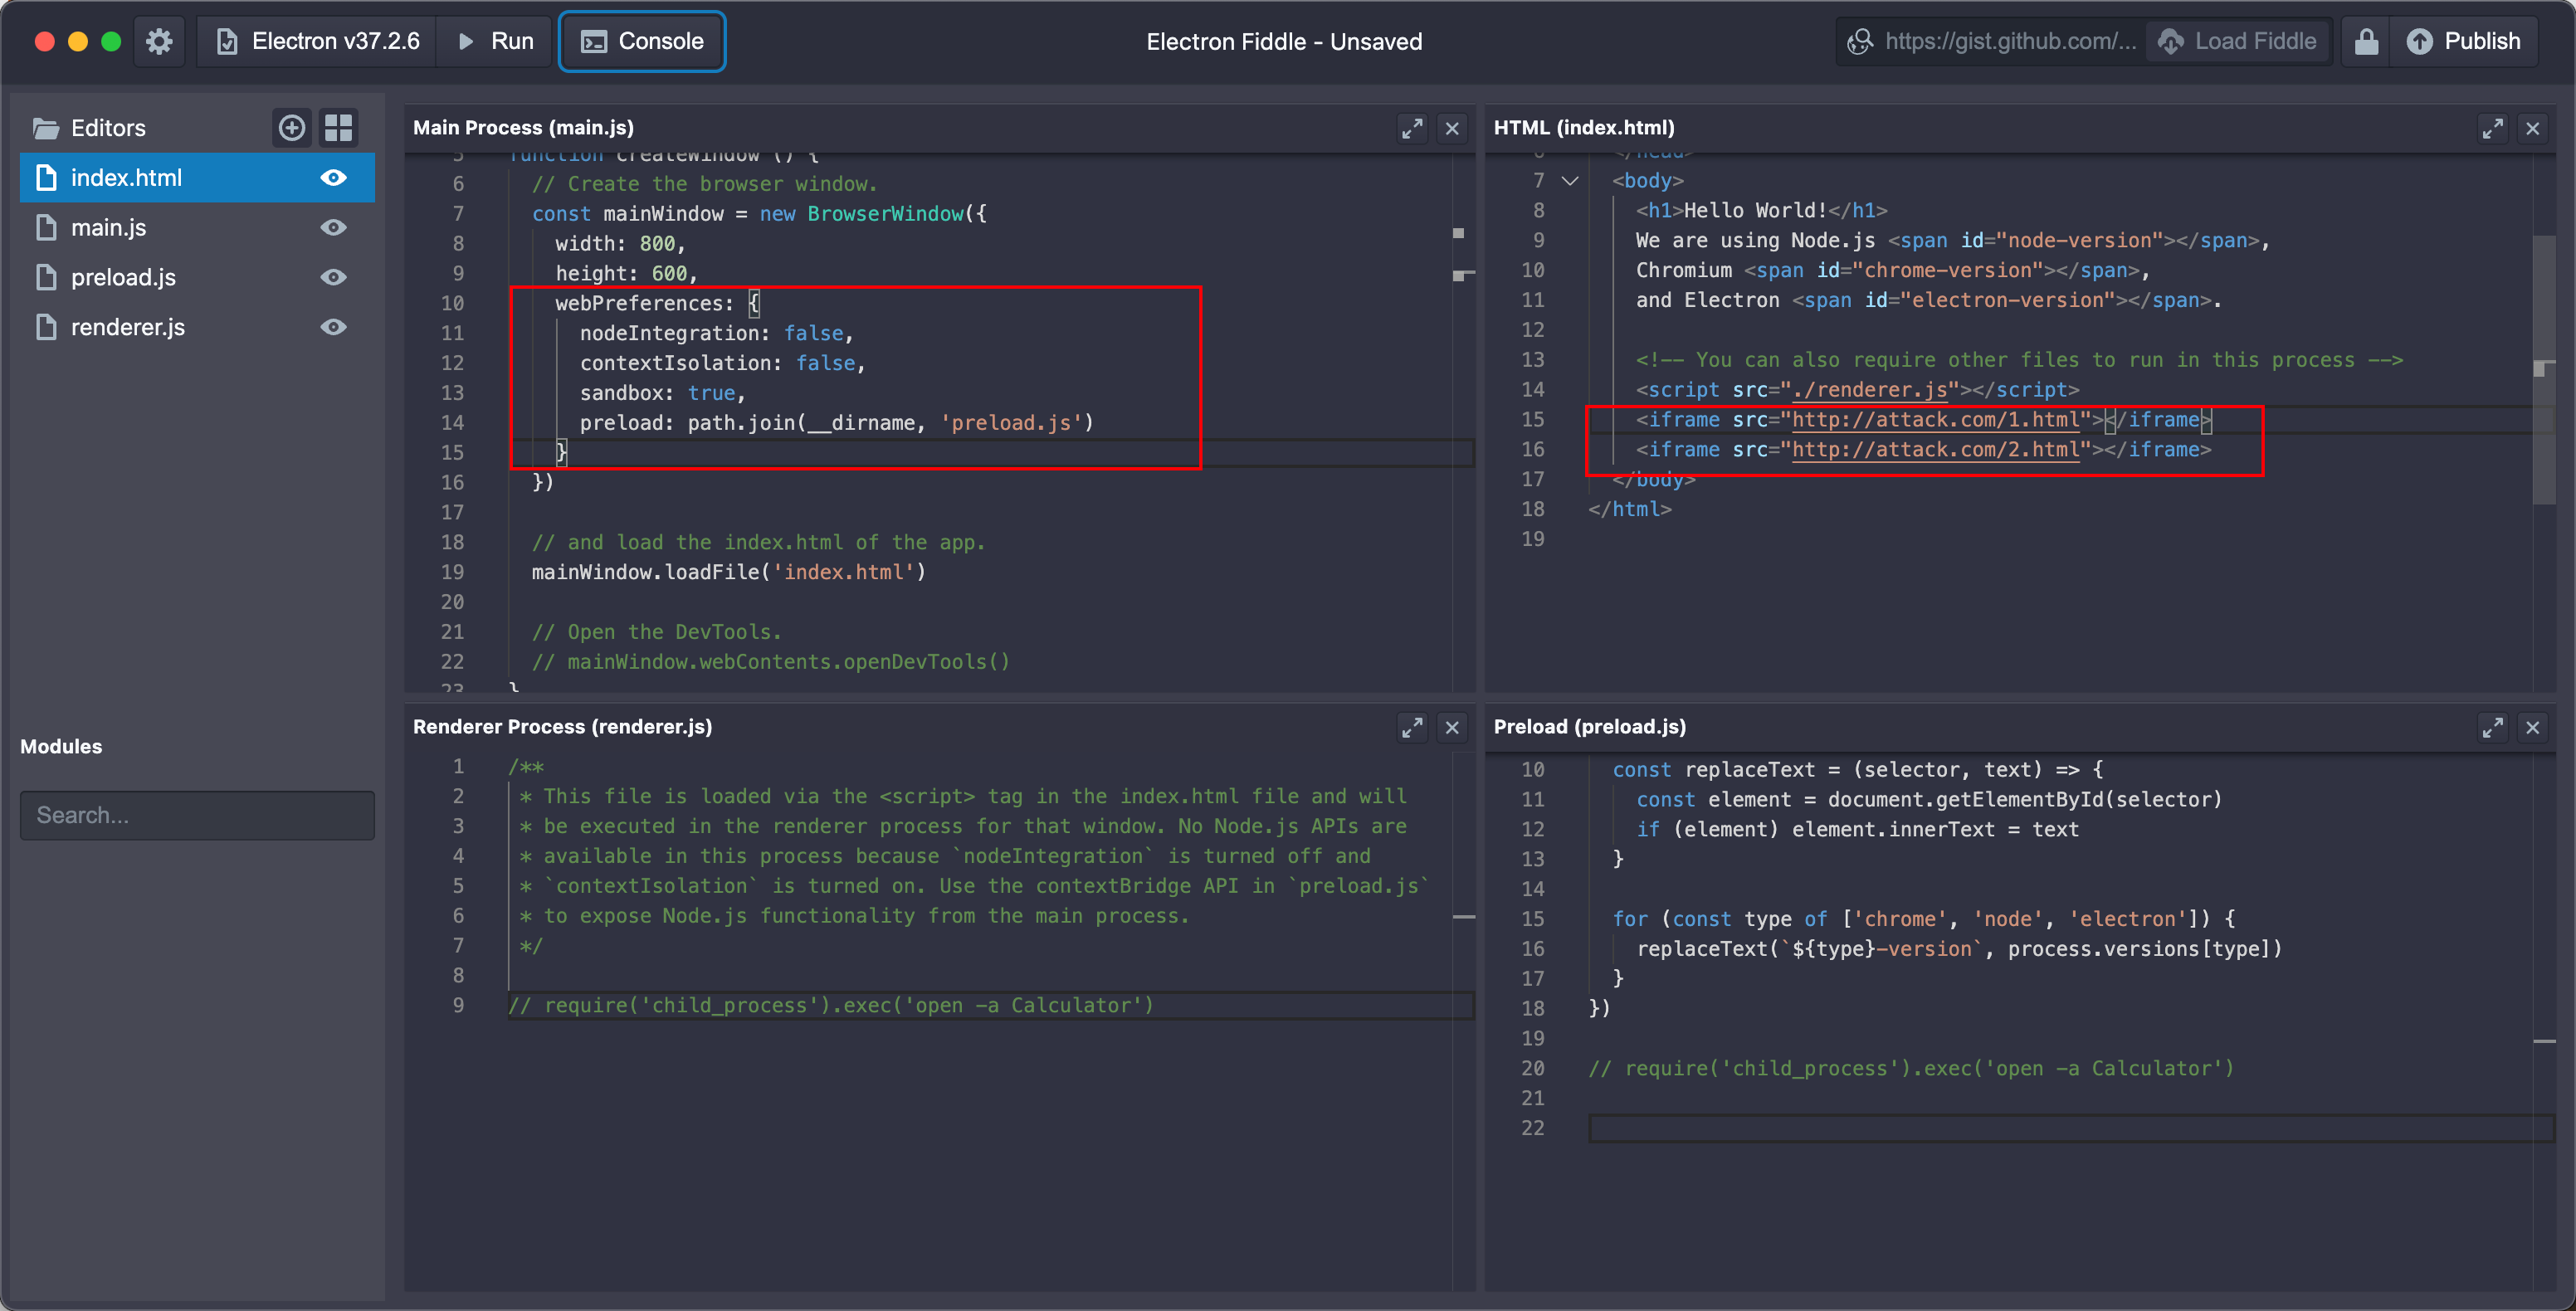 Electron v37.2.6
Run
Console
Electron Fiddle - Unsaved
https://gist.github.com/...
Load Fiddle
Publish
Editors
index.html
main.js
preload.js
renderer.js
Modules
Search...
Main Process (main.js)
5 function createWindow () {
6 // Create the browser window.
7 const mainWindow = new BrowserWindow({
8 width: 800,
9 height: 600,
10 webPreferences: {
11 nodeIntegration: false,
12 contextIsolation: false,
13 sandbox: true,
14 preload: path.join(__dirname, 'preload.js')
15 }
16 })
17
18 // and load the index.html of the app.
19 mainWindow.loadFile('index.html')
20
21 // Open the DevTools.
22 // mainWindow.webContents.openDevTools()
23 }
HTML (index.html)
6 </head>
7 <body>
8 <h1>Hello World!</h1>
9 We are using Node.js <span id="node-version"></span>,
10 Chromium <span id="chrome-version"></span>,
11 and Electron <span id="electron-version"></span>.
12
13 <!-- You can also require other files to run in this process -->
14 <script src="./renderer.js"></script>
15 <iframe src="http://attack.com/1.html"></iframe>
16 <iframe src="http://attack.com/2.html"></iframe>
17 </body>
18 </html>
19
Renderer Process (renderer.js)
1 /**
2 * This file is loaded via the <script> tag in the index.html file and will
3 * be executed in the renderer process for that window. No Node.js APIs are
4 * available in this process because `nodeIntegration` is turned off and
5 * `contextIsolation` is turned on. Use the contextBridge API in `preload.js`
6 * to expose Node.js functionality from the main process.
7 */
8
9 // require('child_process').exec('open -a Calculator')
Preload (preload.js)
10 const replaceText = (selector, text) => {
11 const element = document.getElementById(selector)
12 if (element) element.innerText = text
13 }
14
15 for (const type of ['chrome', 'node', 'electron']) {
16 replaceText(`${type}-version`, process.versions[type])
17 }
18 })
19
20 // require('child_process').exec('open -a Calculator')
21
22